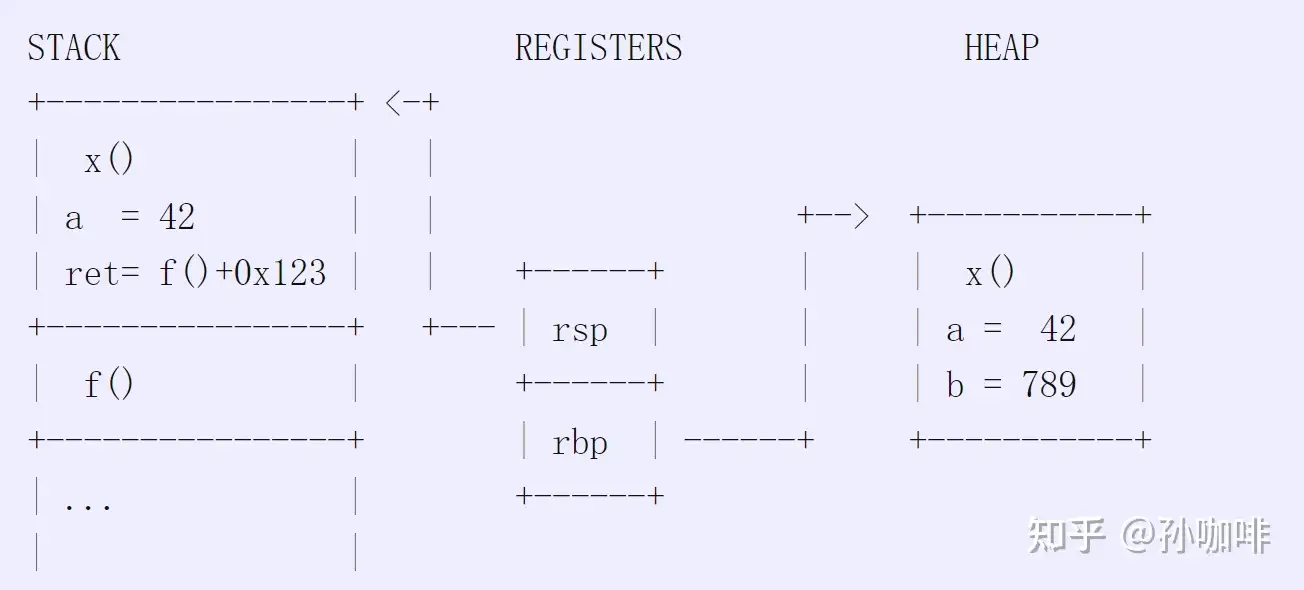 STACK                REGISTERS            HEAP
+----------------+ <-+
|  x()           |   |
| a  = 42        |   |                +-->  +-----------+
| ret= f()+0x123 |   |   +------+     |     |  x()      |
+----------------+   +--- | rsp  |     |     | a =  42   |
|  f()           |       +------+     |     | b = 789   |
+----------------+       | rbp  | ------+    +-----------+
| ...            |       +------+
|                |
知乎 @孙咖啡